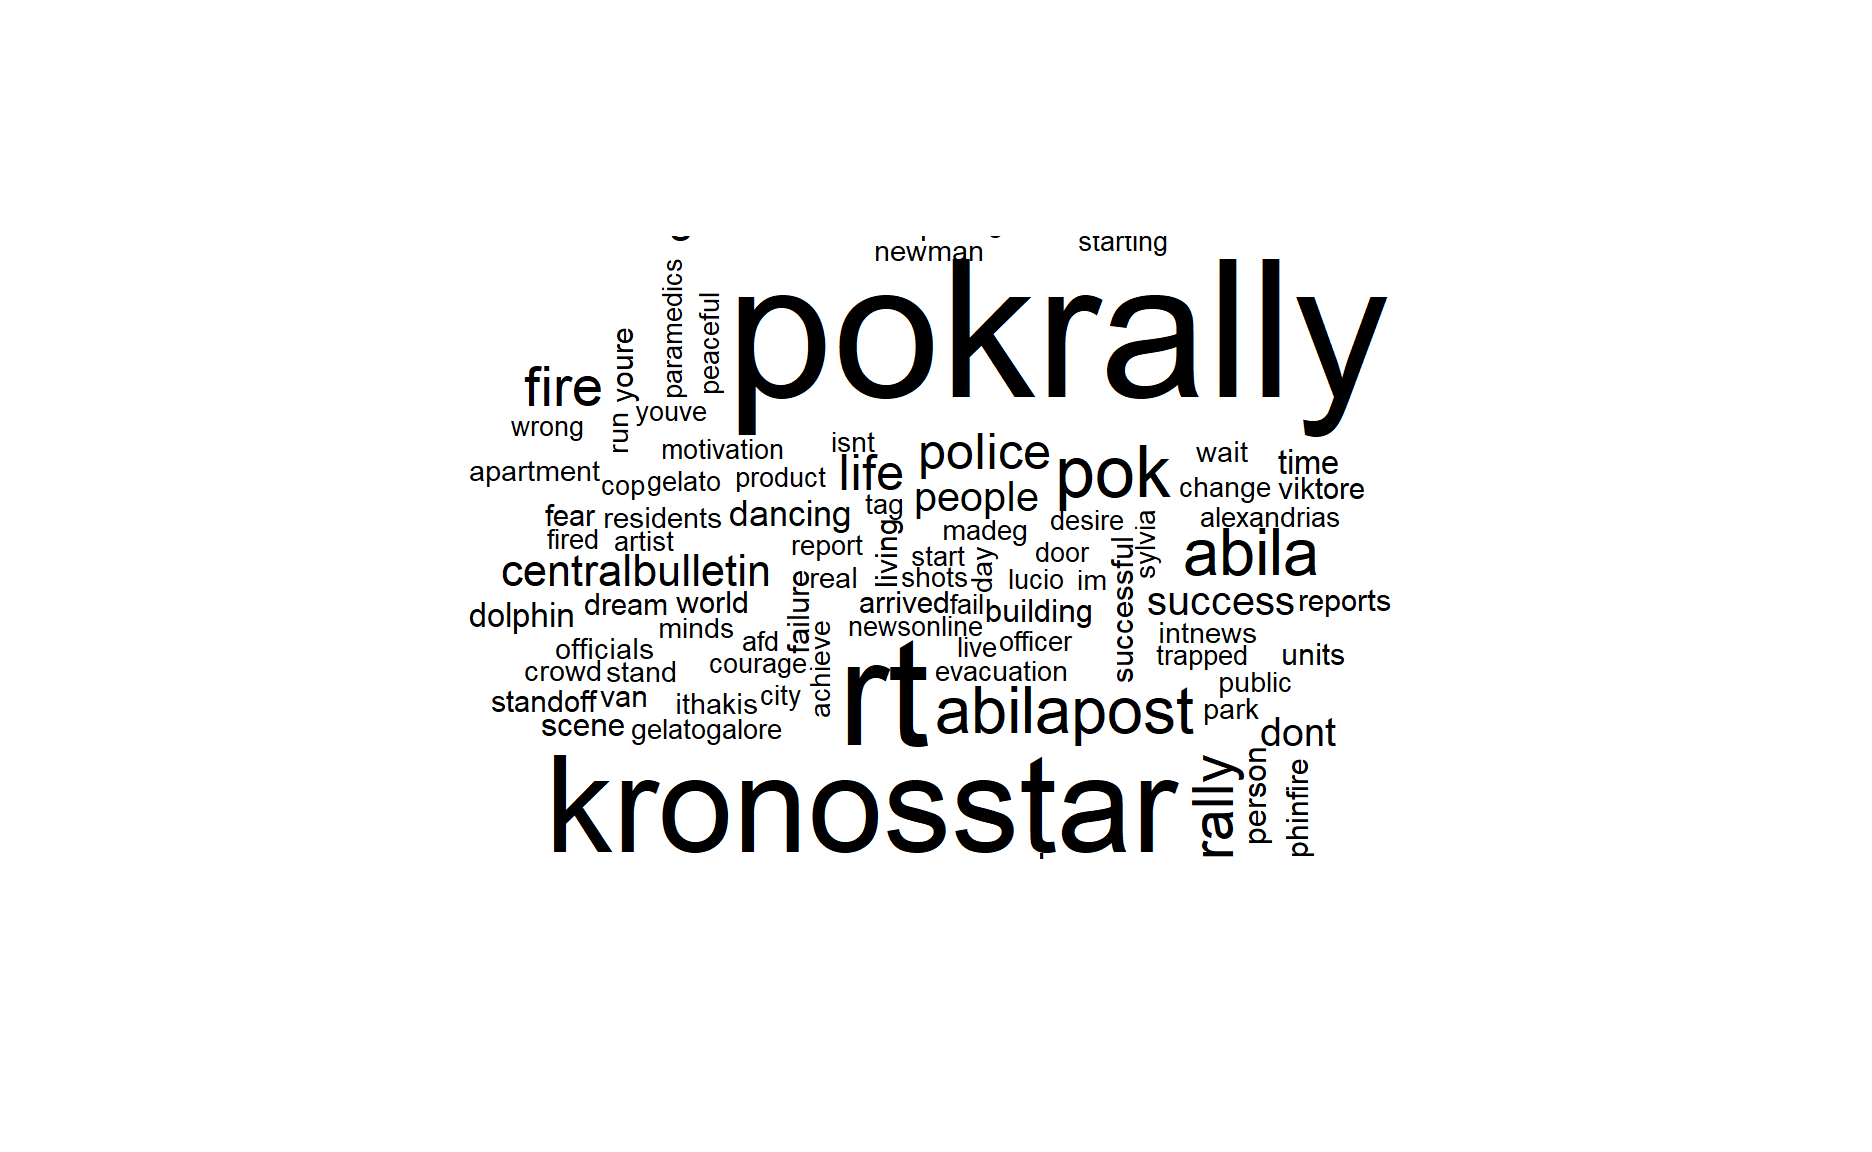 newman
starting
pokrally
paramedics
peaceful
youre
fire
run
youve
wrong
motivation
isnt
police
life
pok
wait
time
apartment
cop
gelato
product
people
change
viktore
tag
fear
residents
dancing
madeg
desire
sylvia
alexandrias
fired
artist
report
living
start
day
door
successful
abila
centralbulletin
real
shots
lucio
im
failure
dolphin
dream
world
arrived
fail
building
success
reports
minds
newsonline
officials
afd
achieve
live
officer
intnews
crowd
stand
courage
rt
evacuation
trapped
units
standoff
van
ithakis
city
abilapost
public
park
scene
gelatogalore
dont
kronosstar
rally
person
phinfire